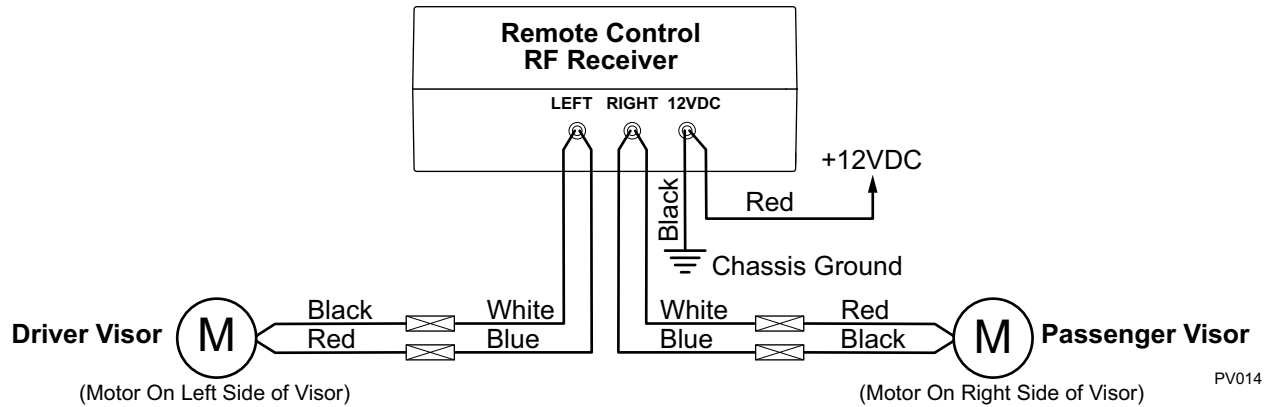 Remote Control
RF Receiver
LEFT RIGHT 12VDC
+12VDC
Black
Red
Chassis Ground
Black White White Red
Driver Visor M Red Blue Blue Black M Passenger Visor
(Motor On Left Side of Visor) (Motor On Right Side of Visor)
PV014